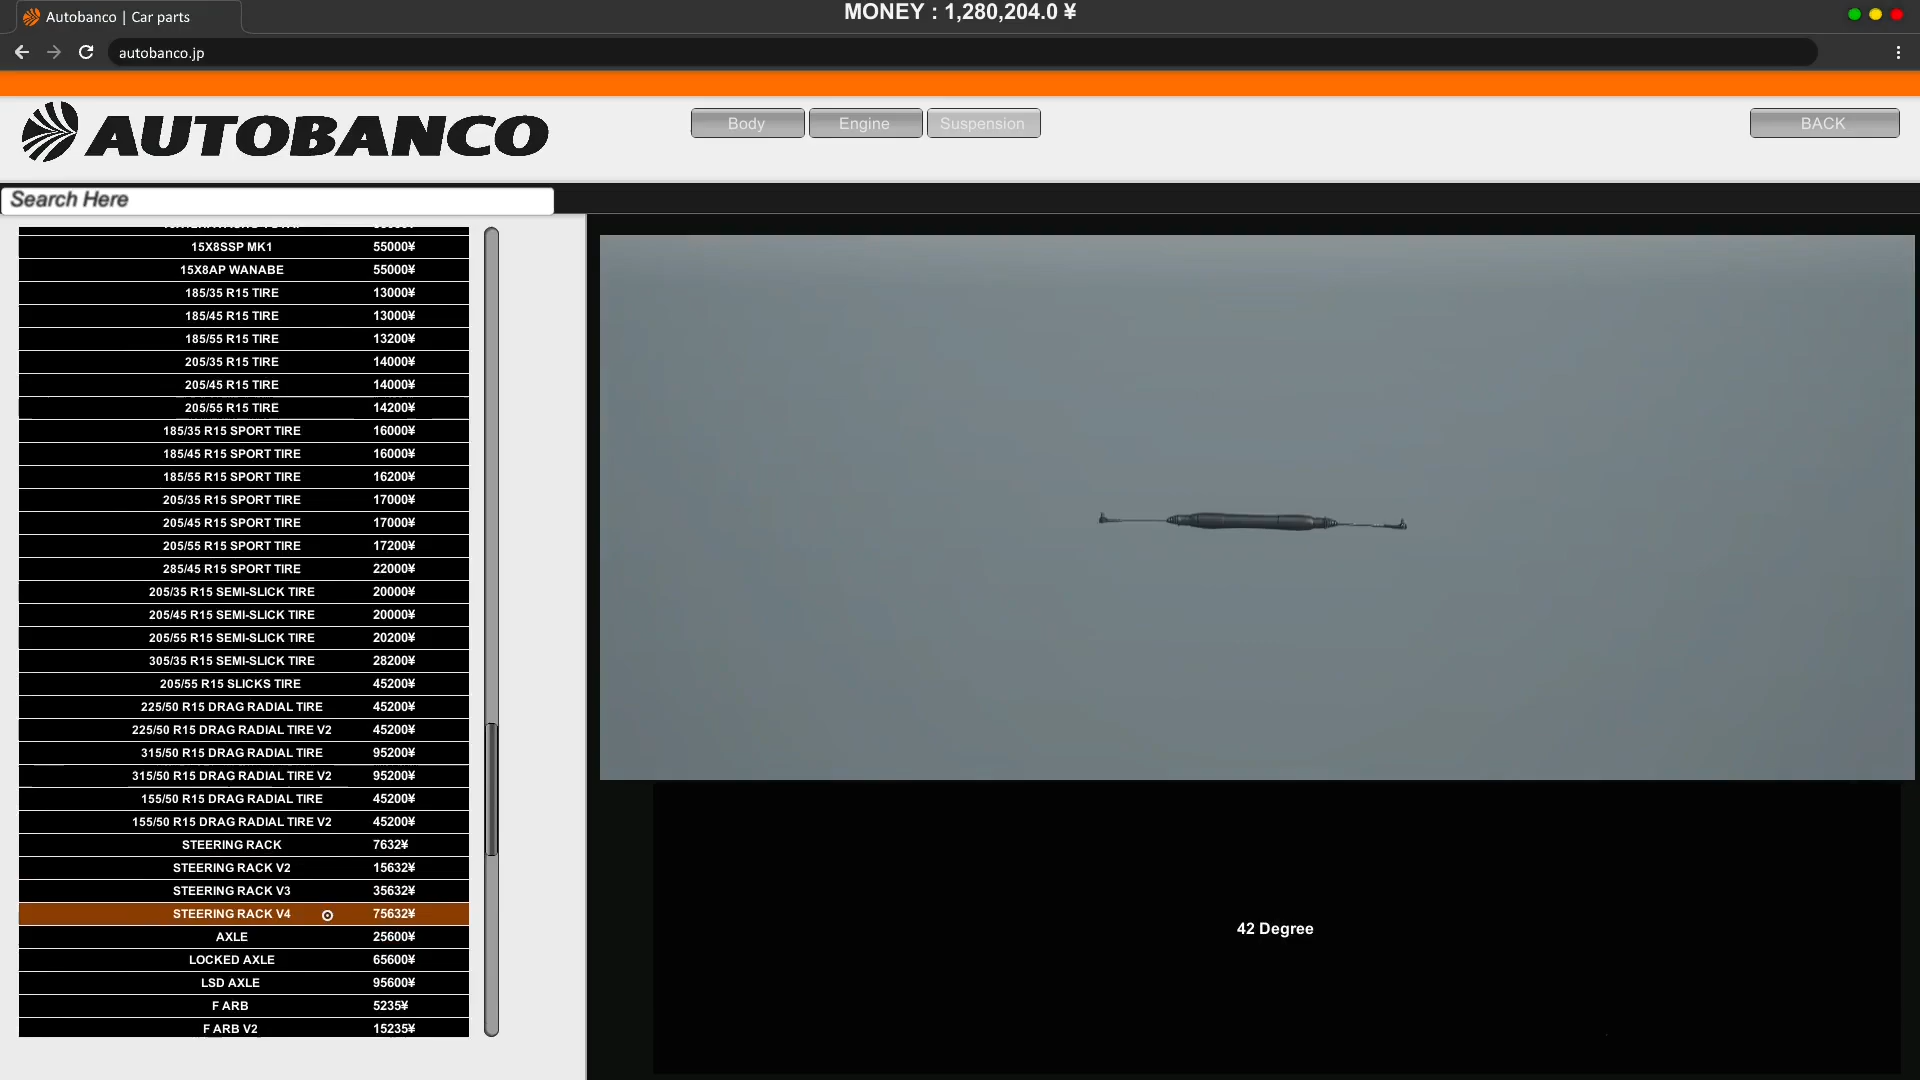 Autobanco | Car parts
MONEY : 1,280,204.0 ¥
autobanco.jp
AUTOBANCO
Body
Engine
Suspension
BACK
Search Here
15X8SSP MK1 55000¥
15X8AP WANABE 55000¥
185/35 R15 TIRE 13000¥
185/45 R15 TIRE 13000¥
185/55 R15 TIRE 13200¥
205/35 R15 TIRE 14000¥
205/45 R15 TIRE 14000¥
205/55 R15 TIRE 14200¥
185/35 R15 SPORT TIRE 16000¥
185/45 R15 SPORT TIRE 16000¥
185/55 R15 SPORT TIRE 16200¥
205/35 R15 SPORT TIRE 17000¥
205/45 R15 SPORT TIRE 17000¥
205/55 R15 SPORT TIRE 17200¥
285/45 R15 SPORT TIRE 22000¥
205/35 R15 SEMI-SLICK TIRE 20000¥
205/45 R15 SEMI-SLICK TIRE 20000¥
205/55 R15 SEMI-SLICK TIRE 20200¥
305/35 R15 SEMI-SLICK TIRE 28200¥
205/55 R15 SLICKS TIRE 45200¥
225/50 R15 DRAG RADIAL TIRE 45200¥
225/50 R15 DRAG RADIAL TIRE V2 45200¥
315/50 R15 DRAG RADIAL TIRE 95200¥
315/50 R15 DRAG RADIAL TIRE V2 95200¥
155/50 R15 DRAG RADIAL TIRE 45200¥
155/50 R15 DRAG RADIAL TIRE V2 45200¥
STEERING RACK 7632¥
STEERING RACK V2 15632¥
STEERING RACK V3 35632¥
STEERING RACK V4 75632¥
AXLE 25600¥
LOCKED AXLE 65600¥
LSD AXLE 95600¥
F ARB 5235¥
F ARB V2 15235¥
42 Degree